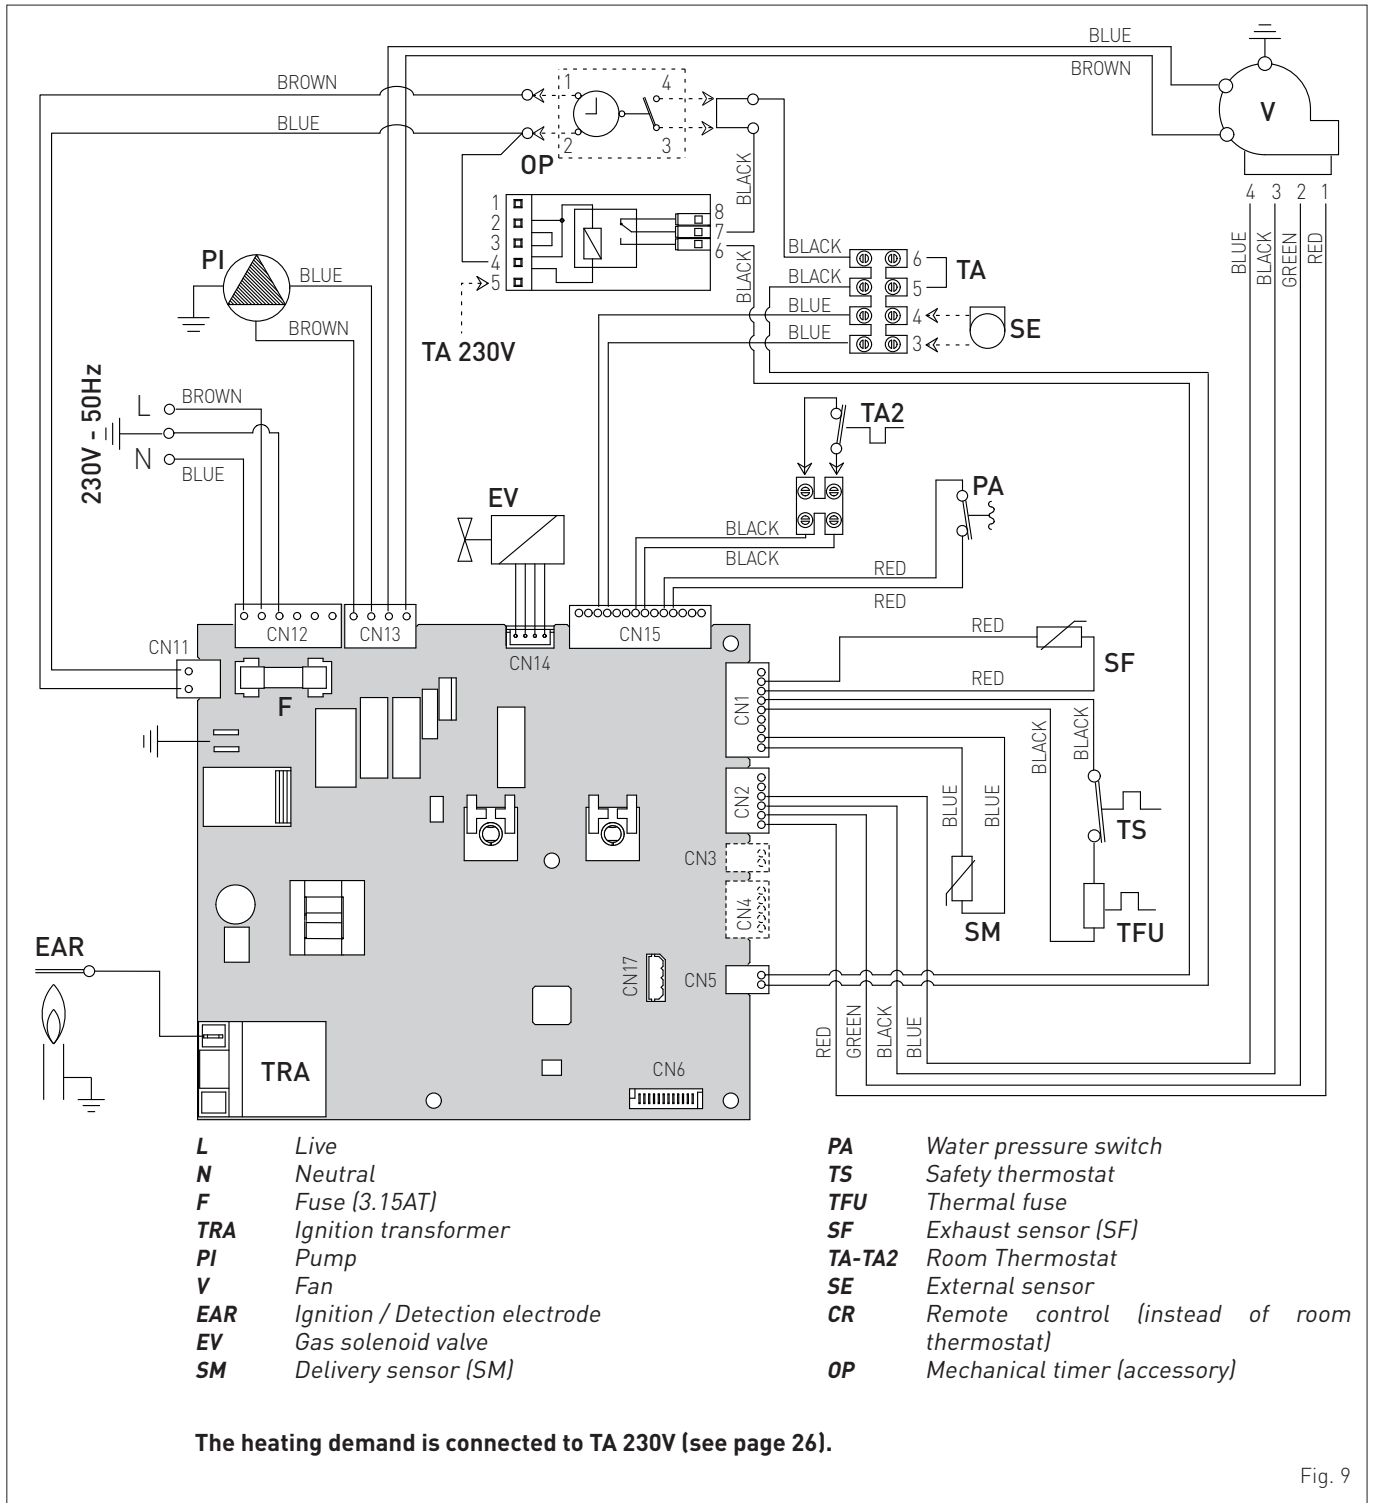 BLUE
BROWN
BROWN
1
4
V
BLUE
2
3
OP
BLACK
4 3 2 1
BLUE
BLACK
GREEN
RED
1
2
3
4
5
8
7
6
BLACK
PI
BLUE
BROWN
TA 230V
BLACK
BLACK
BLUE
BLUE
6
5
4
3
TA
SE
230V - 50Hz
L
BROWN
N
BLUE
TA2
EV
PA
BLACK
BLACK
RED
RED
CN11
CN12
CN13
CN14
CN15
RED
SF
RED
F
CN1
BLACK
BLACK
CN2
BLUE
BLUE
TS
CN3
CN4
SM
TFU
EAR
CN17
CN5
RED
GREEN
BLACK
BLUE
TRA
CN6
L Live
N Neutral
F Fuse (3.15AT)
TRA Ignition transformer
PI Pump
V Fan
EAR Ignition / Detection electrode
EV Gas solenoid valve
SM Delivery sensor (SM)
PA Water pressure switch
TS Safety thermostat
TFU Thermal fuse
SF Exhaust sensor (SF)
TA-TA2 Room Thermostat
SE External sensor
CR Remote control (instead of room
thermostat)
OP Mechanical timer (accessory)
The heating demand is connected to TA 230V (see page 26).
Fig. 9